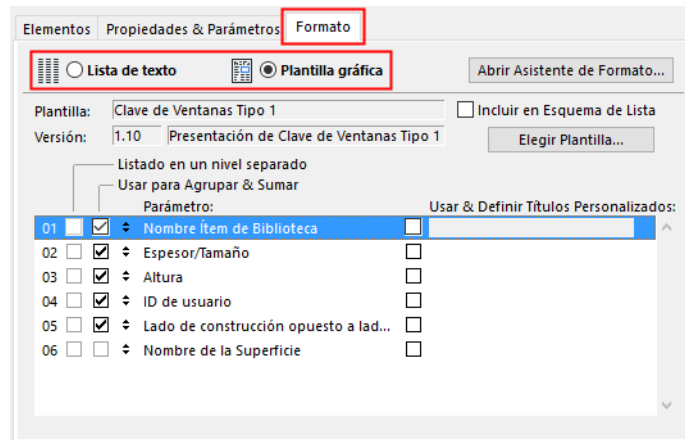 Elementos Propiedades & Parámetros Formato
Lista de texto Plantilla gráfica Abrir Asistente de Formato...
Plantilla: Clave de Ventanas Tipo 1 Incluir en Esquema de Lista
Versión: 1.10 Presentación de Clave de Ventanas Tipo 1 Elegir Plantilla...
Listado en un nivel separado
Usar para Agrupar & Sumar
Parámetro: Usar & Definir Títulos Personalizados:
01 Nombre Ítem de Biblioteca
02 Espesor/Tamaño
03 Altura
04 ID de usuario
05 Lado de construcción opuesto a lad...
06 Nombre de la Superficie